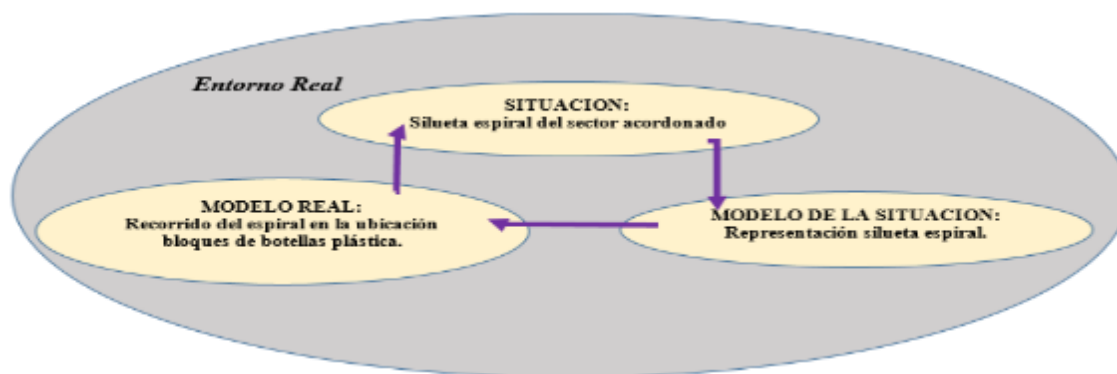 Entorno Real
SITUACION:
Silueta espiral del sector acordonado
MODELO REAL:
Recorrido del espiral en la ubicación
bloques de botellas plástica.
MODELO DE LA SITUACION:
Representación silueta espiral.